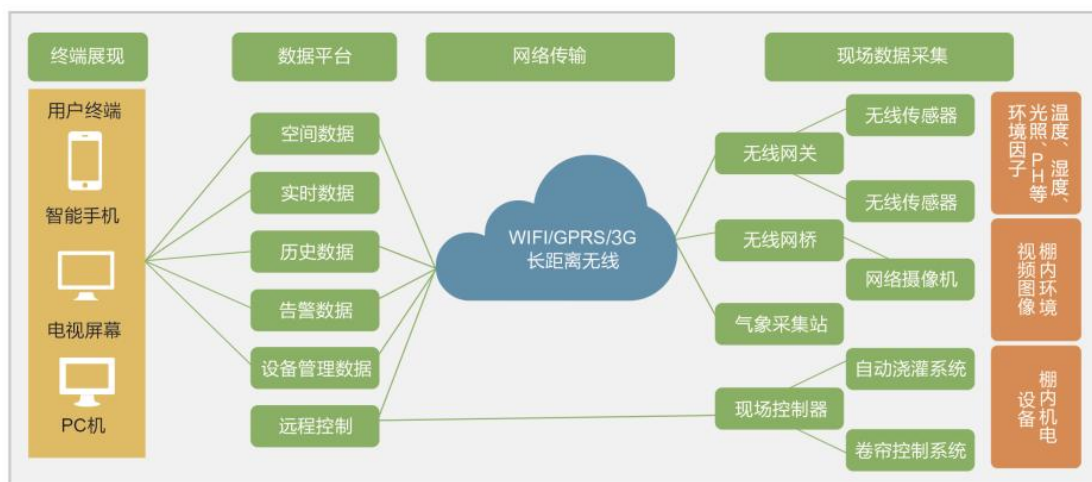 终端展现
数据平台
网络传输
现场数据采集
用户终端
智能手机
电视屏幕
PC机
空间数据
实时数据
历史数据
告警数据
设备管理数据
远程控制
WIFI/GPRS/3G
长距离无线
无线网关
无线网桥
气象采集站
现场控制器
无线传感器
无线传感器
网络摄像机
自动浇灌系统
卷帘控制系统
温度、湿度、
光照、PH等
环境因子
棚内环境
视频图像
棚内机电
设备